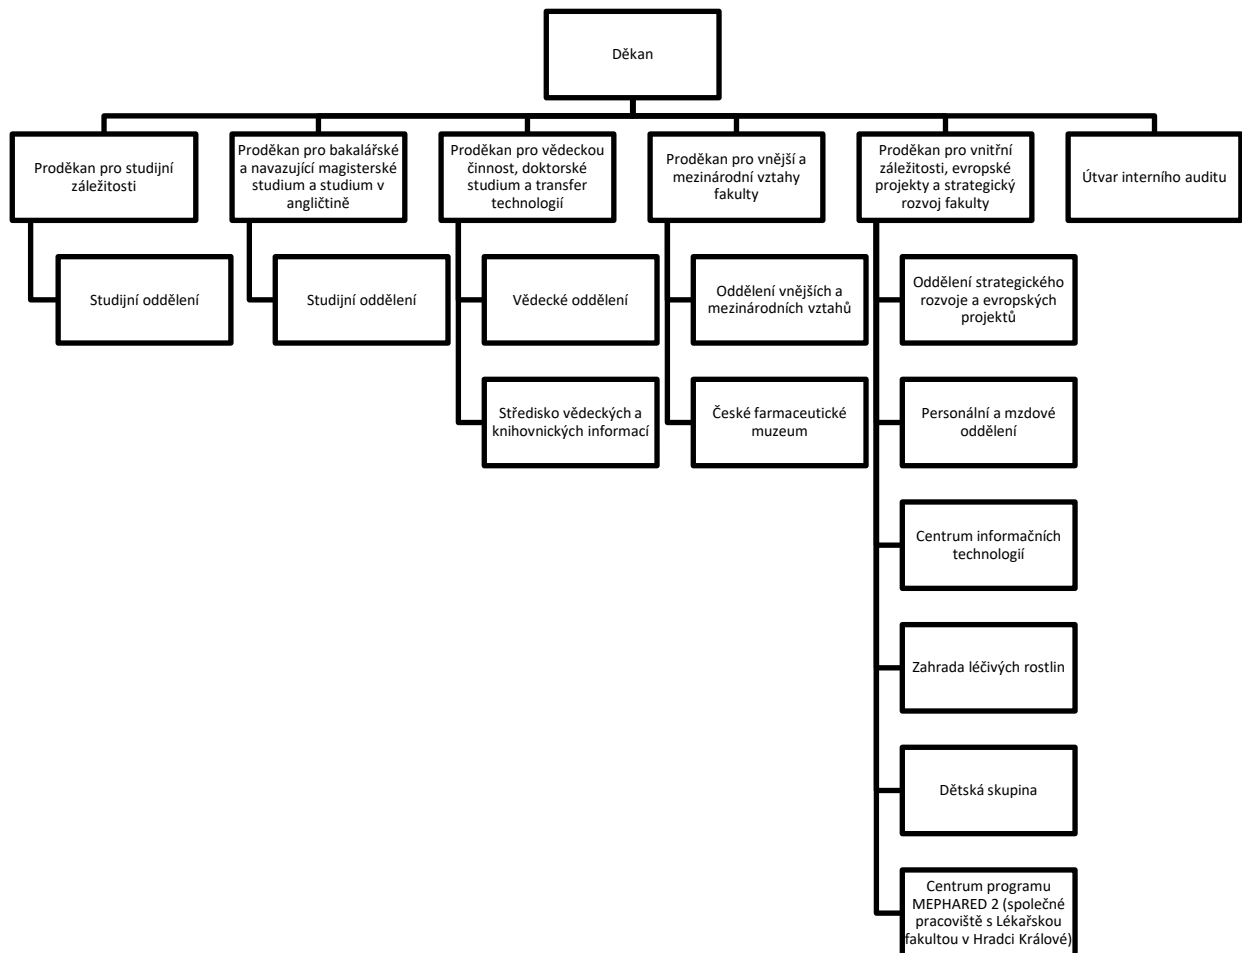 Děkan
Proděkan pro studijní
záležitosti
Proděkan pro bakalářské
a navazující magisterské
studium a studium v
angličtině
Proděkan pro vědeckou
činnost, doktorské
studium a transfer
technologií
Proděkan pro vnější a
mezinárodní vztahy
fakulty
Proděkan pro vnitřní
záležitosti, evropské
projekty a strategický
rozvoj fakulty
Útvar interního auditu
Studijní oddělení
Studijní oddělení
Vědecké oddělení
Oddělení vnějších a
mezinárodních vztahů
Oddělení strategického
rozvoje a evropských
projektů
Středisko vědeckých a
knihovnických informací
České farmaceutické
muzeum
Personální a mzdové
oddělení
Centrum informačních
technologií
Zahrada léčivých rostlin
Dětská skupina
Centrum programu
MEPHARED 2 (společné
pracoviště s Lékařskou
fakultou v Hradci Králové)